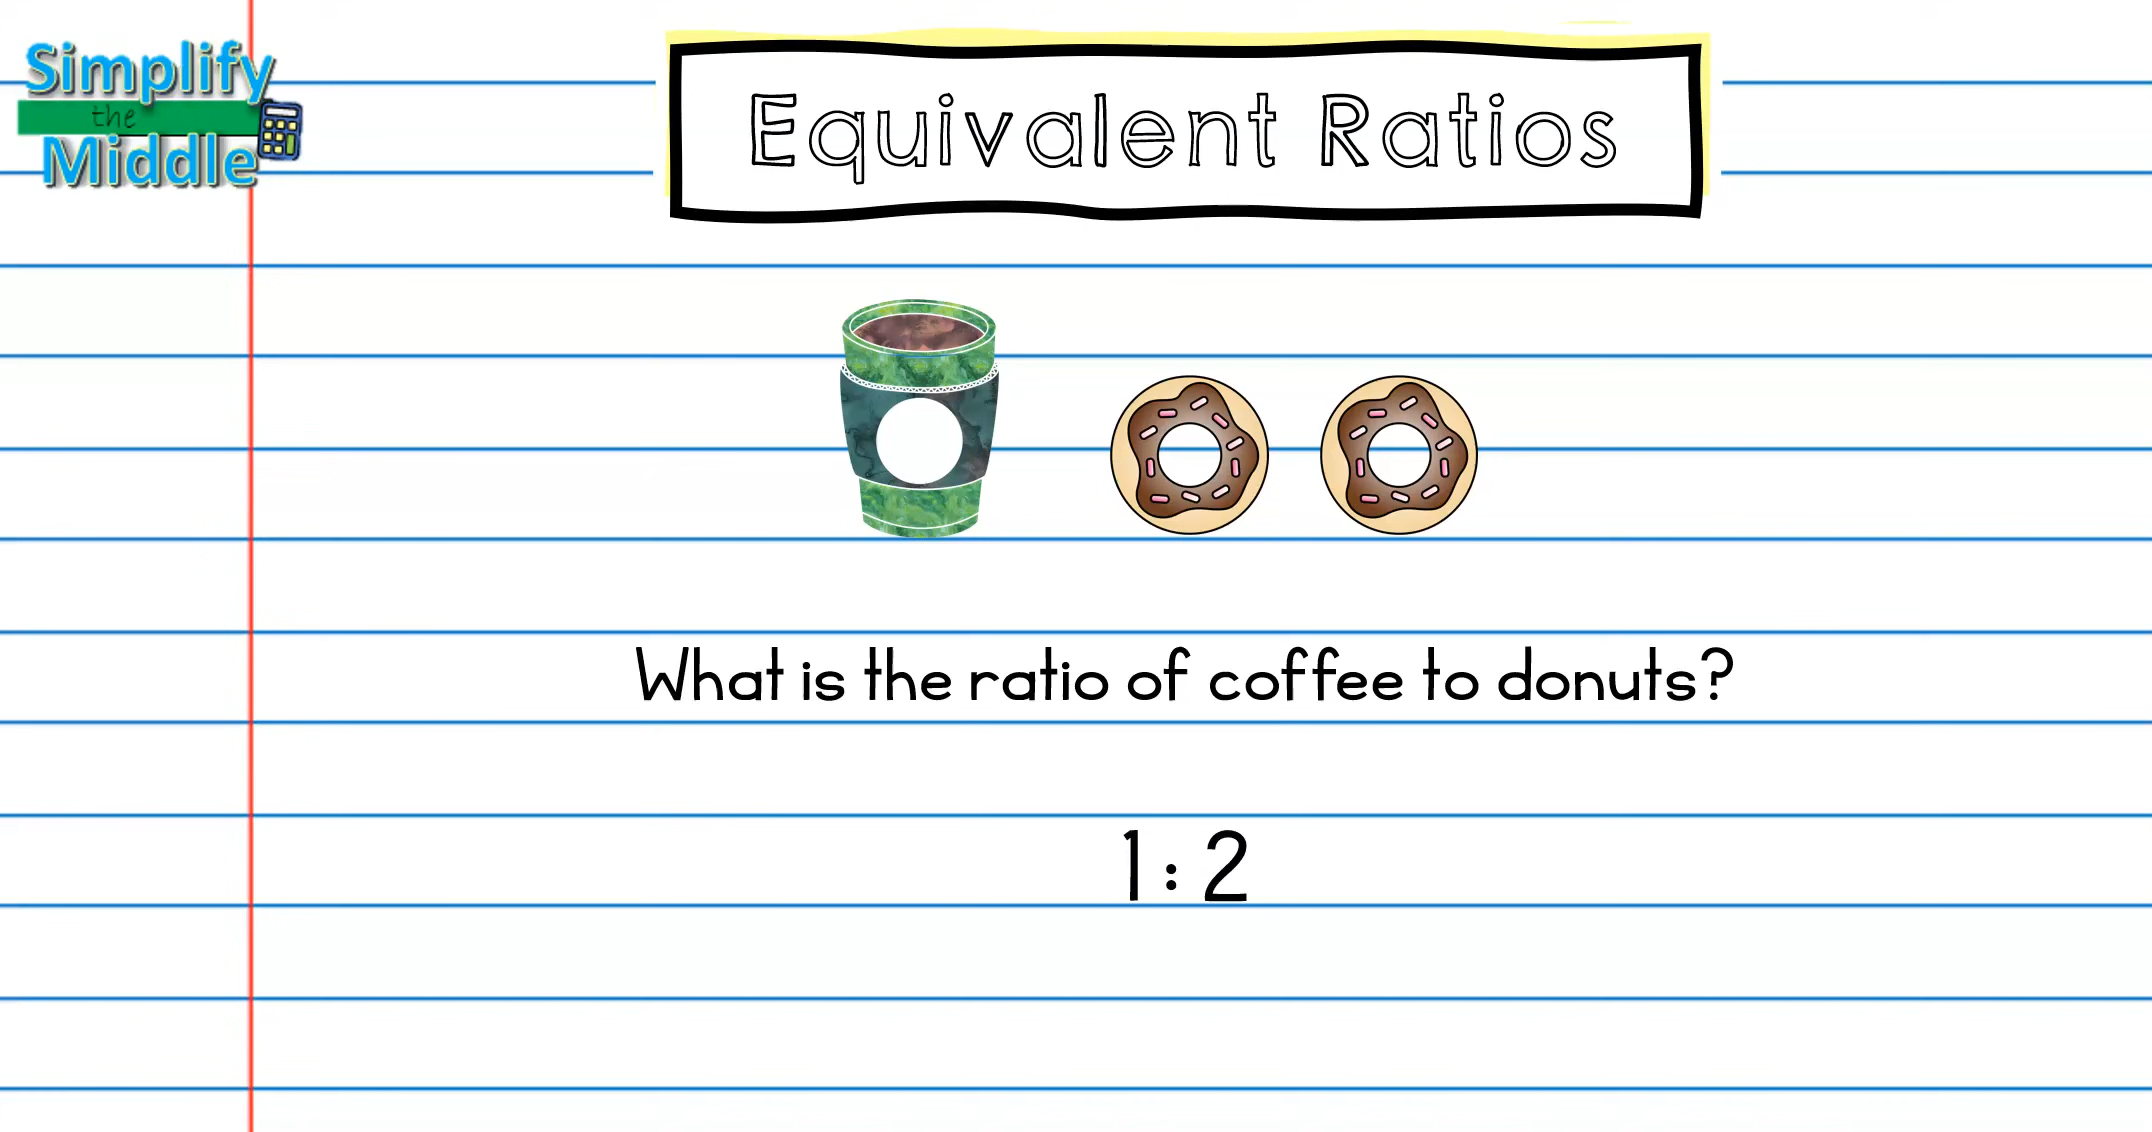 Simplify
the
Middle
Equivalent Ratios
What is the ratio of coffee to donuts?
1 : 2